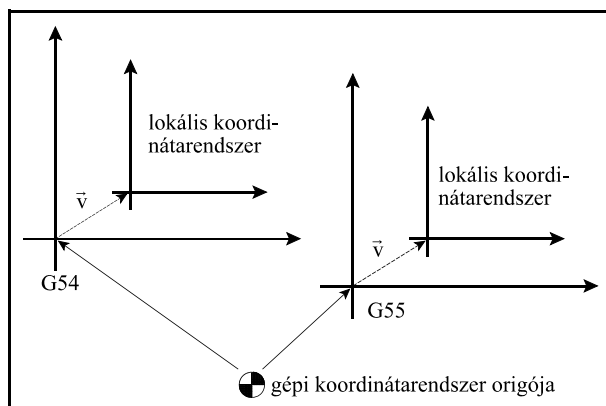 lokális koordi-
nátarendszer
v
G54
lokális koordi-
nátarendszer
v
G55
gépi koordinátarendszer origója